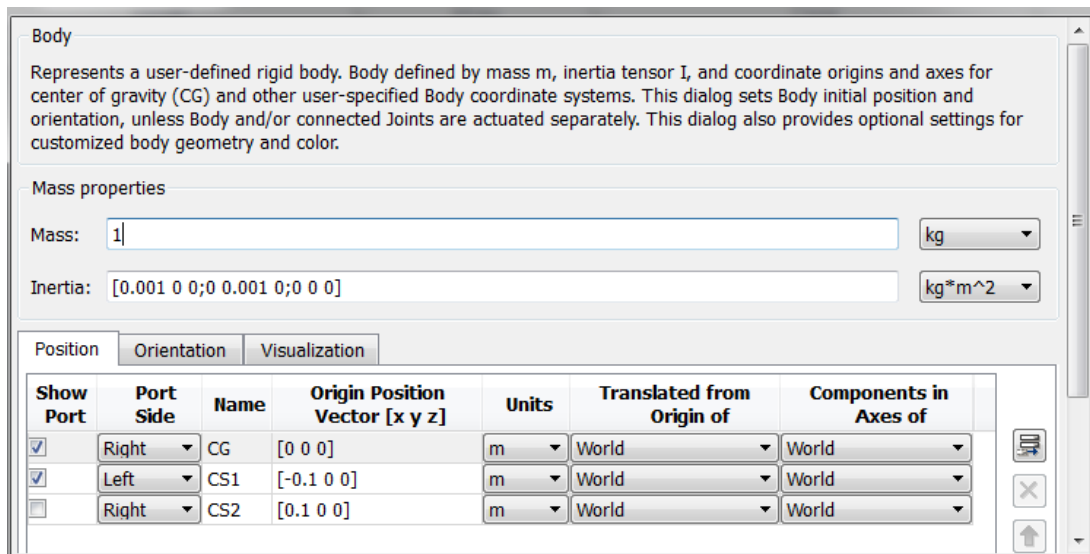 Body
Represents a user-defined rigid body. Body defined by mass m, inertia tensor I, and coordinate origins and axes for
center of gravity (CG) and other user-specified Body coordinate systems. This dialog sets Body initial position and
orientation, unless Body and/or connected Joints are actuated separately. This dialog also provides optional settings for
customized body geometry and color.
Mass properties
Mass: 1 kg
Inertia: [0.001 0 0;0 0.001 0;0 0 0] kg*m^2
Position Orientation Visualization
Show Port Port Side Name Origin Position Vector [x y z] Units Translated from Origin of Components in Axes of
Right CG [0 0 0] m World World
Left CS1 [-0.1 0 0] m World World
Right CS2 [0.1 0 0] m World World